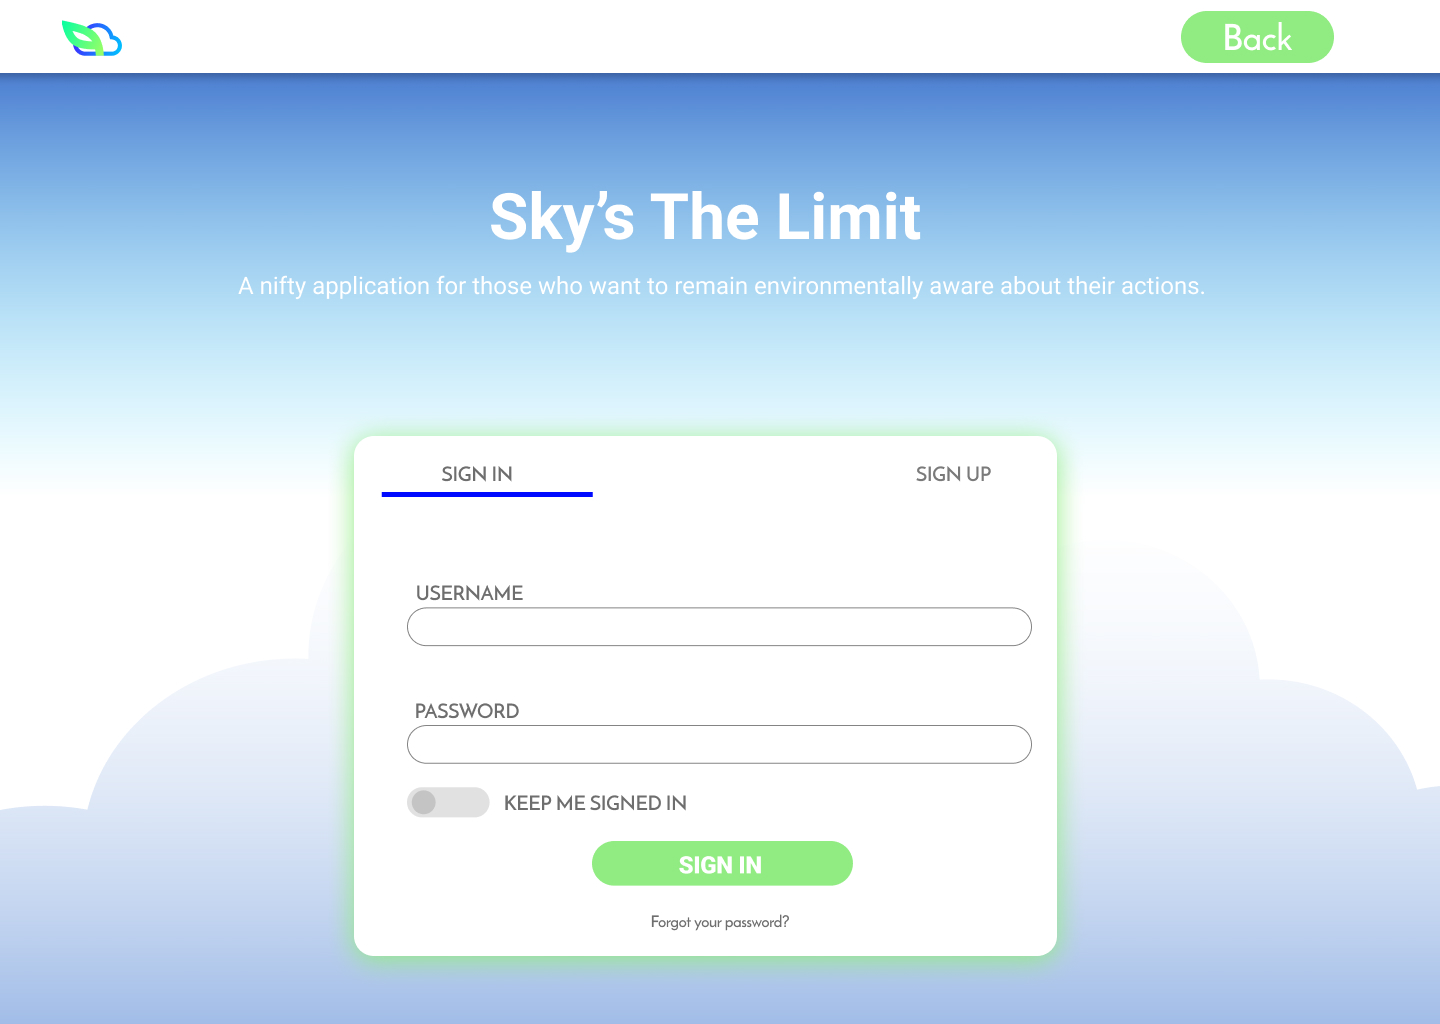 Back
Sky’s The Limit
A nifty application for those who want to remain environmentally aware about their actions.
SIGN IN
SIGN UP
USERNAME
PASSWORD
KEEP ME SIGNED IN
SIGN IN
Forgot your password?